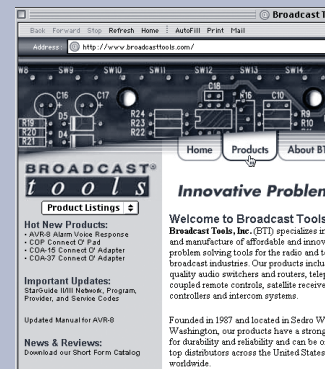 Broadcast T
Back Forward Stop Refresh Home AutoFill Print Mail
Address: http://www.broadcasttools.com/
SW8 SW9 SW10 SW11 SW12 SW13 SW14
C18
C16 C17 F16 C10
R19 R24
D5 R23
R20 D4 R22
R21
Home Products About BT
BROADCAST®
tools
Product Listings
Hot New Products:
• AVR-8 Alarm Voice Response
• COP Connect O' Pad
• COA-15 Connect O' Adapter
• COA-37 Connect O' Adapter
Important Updates:
StarGuide II/III Network, Program,
Provider, and Service Codes
Updated Manual for AVR-8
News & Reviews:
Download our Short Form Catalog
Innovative Problem
Welcome to Broadcast Tools
Broadcast Tools, Inc. (BTI) specializes in
and manufacture of affordable and innov
problem solving tools for the radio and te
broadcast industries. Our products inclu
quality audio switchers and routers, telep
coupled remote controls, satellite receive
controllers and intercom systems.
Founded in 1987 and located in Sedro W
Washington, our products have a strong
for durability and reliability and can be o
top distributors across the United States
worldwide.